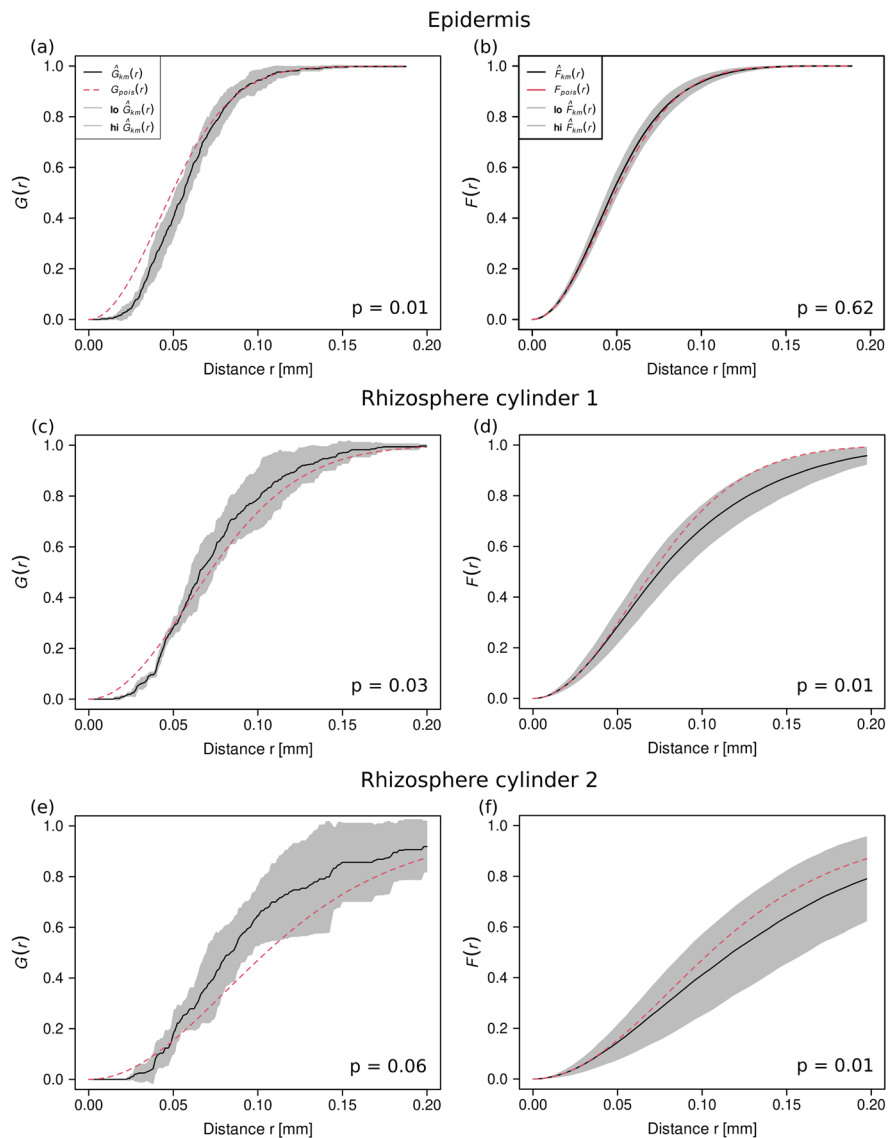 Epidermis
(a)
G(r)
1.0
0.8
0.6
0.4
0.2
0.0
Ĝkm(r)
Gpois(r)
lo Ĝkm(r)
hi Ĝkm(r)
p = 0.01
0.00 0.05 0.10 0.15 0.20
Distance r [mm]
(b)
F(r)
1.0
0.8
0.6
0.4
0.2
0.0
F̂km(r)
Fpois(r)
lo F̂km(r)
hi F̂km(r)
p = 0.62
0.00 0.05 0.10 0.15 0.20
Distance r [mm]
Rhizosphere cylinder 1
(c)
G(r)
1.0
0.8
0.6
0.4
0.2
0.0
p = 0.03
0.00 0.05 0.10 0.15 0.20
Distance r [mm]
(d)
F(r)
1.0
0.8
0.6
0.4
0.2
0.0
p = 0.01
0.00 0.05 0.10 0.15 0.20
Distance r [mm]
Rhizosphere cylinder 2
(e)
G(r)
1.0
0.8
0.6
0.4
0.2
0.0
p = 0.06
0.00 0.05 0.10 0.15 0.20
Distance r [mm]
(f)
F(r)
1.0
0.8
0.6
0.4
0.2
0.0
p = 0.01
0.00 0.05 0.10 0.15 0.20
Distance r [mm]